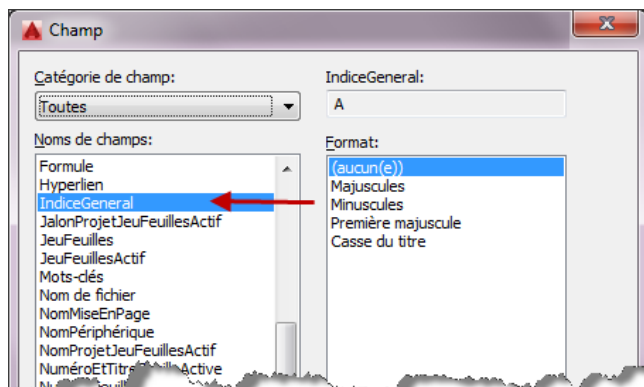 Champ
Catégorie de champ:
Toutes
IndiceGeneral:
A
Noms de champs:
Formule
Hyperlien
IndiceGeneral
JalonProjetJeuFeuillesActif
JeuFeuilles
JeuFeuillesActif
Mots-clés
Nom de fichier
NomMiseEnPage
NomPériphérique
NomProjetJeuFeuillesActif
Format:
(aucun(e))
Majuscules
Minuscules
Première majuscule
Casse du titre